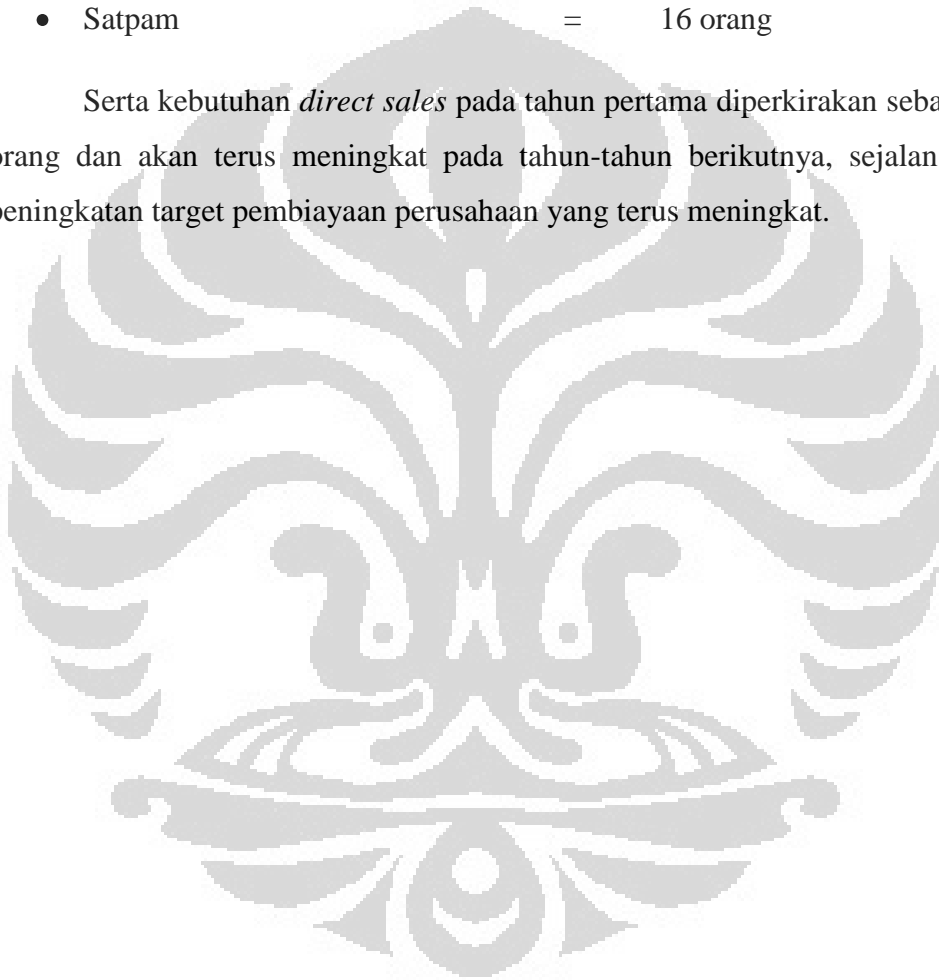 • Satpam = 16 orang
Serta kebutuhan direct sales pada tahun pertama diperkirakan seba
orang dan akan terus meningkat pada tahun-tahun berikutnya, sejalan
peningkatan target pembiayaan perusahaan yang terus meningkat.